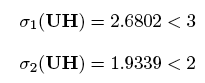 σ₁(𝐔𝐇) = 2.6802 < 3
σ₂(𝐔𝐇) = 1.9339 < 2